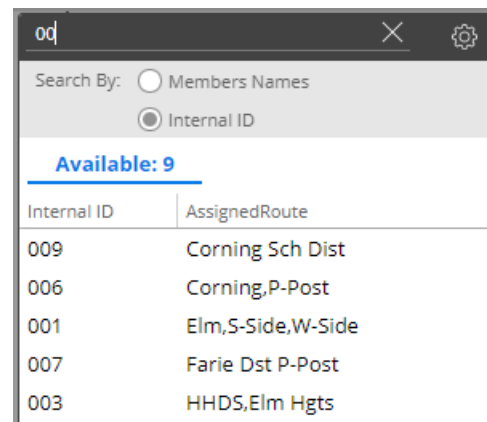 00
Search By: Members Names
Internal ID
Available: 9
Internal ID AssignedRoute
009 Corning Sch Dist
006 Corning,P-Post
001 Elm,S-Side,W-Side
007 Farie Dst P-Post
003 HHDS,Elm Hgts